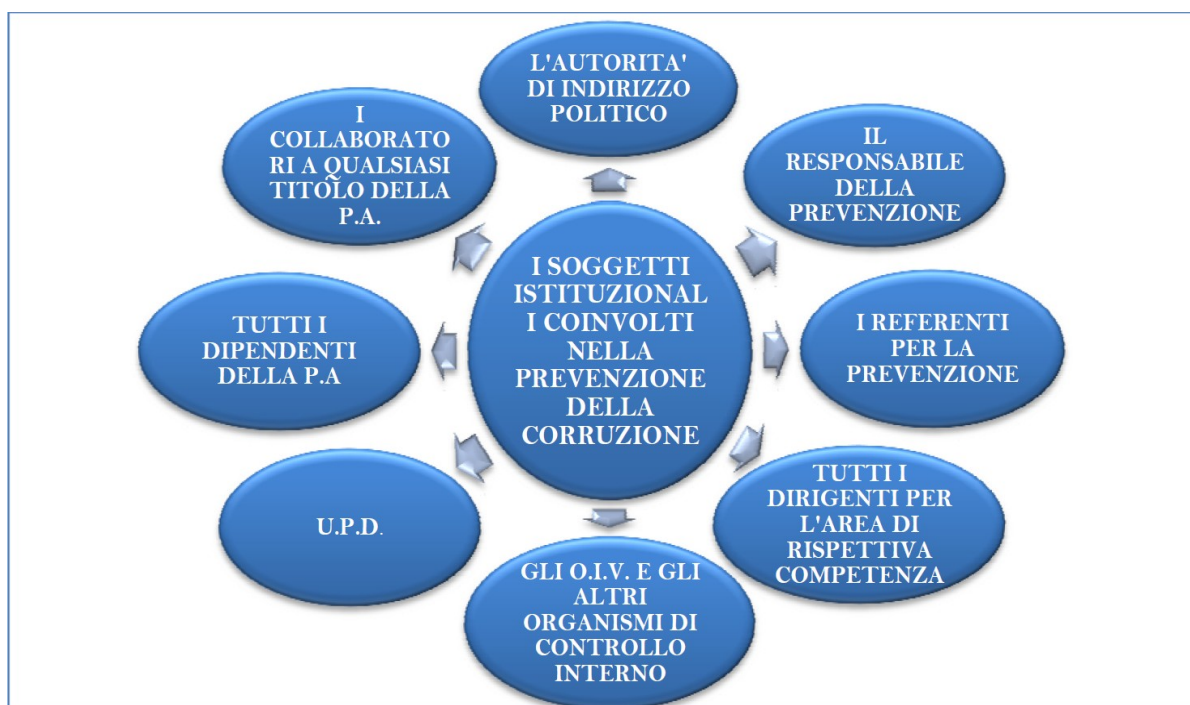 L'AUTORITA'
DI INDIRIZZO
POLITICO
IL
RESPONSABILE
DELLA
PREVENZIONE
I REFERENTI
PER LA
PREVENZIONE
TUTTI I
DIRIGENTI PER
L'AREA DI
RISPETTIVA
COMPETENZA
GLI O.I.V. E GLI
ALTRI
ORGANISMI DI
CONTROLLO
INTERNO
U.P.D.
TUTTI I
DIPENDENTI
DELLA P.A
I
COLLABORATO
RI A QUALSIASI
TITOLO DELLA
P.A.
I SOGGETTI
ISTITUZIONAL
I COINVOLTI
NELLA
PREVENZIONE
DELLA
CORRUZIONE